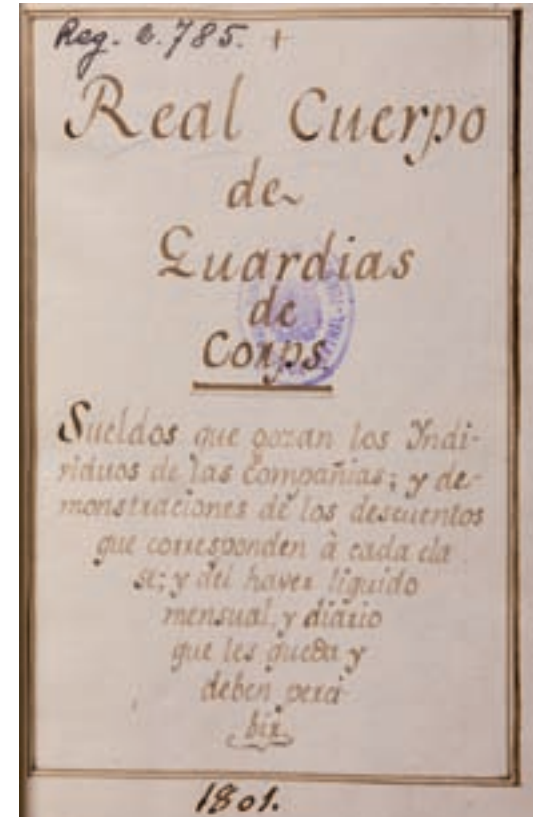 Reg. C. 785. +
Real Cuerpo
de
Guardias
de
Corps
Sueldos que gozan los Yndi-
viduos de las Compañias; y de-
monstraciones de los descuentos
que corresponden à cada cla
se; y del haver liquido
mensual, y diario
que les queda y
deben perci
bir.
1801.